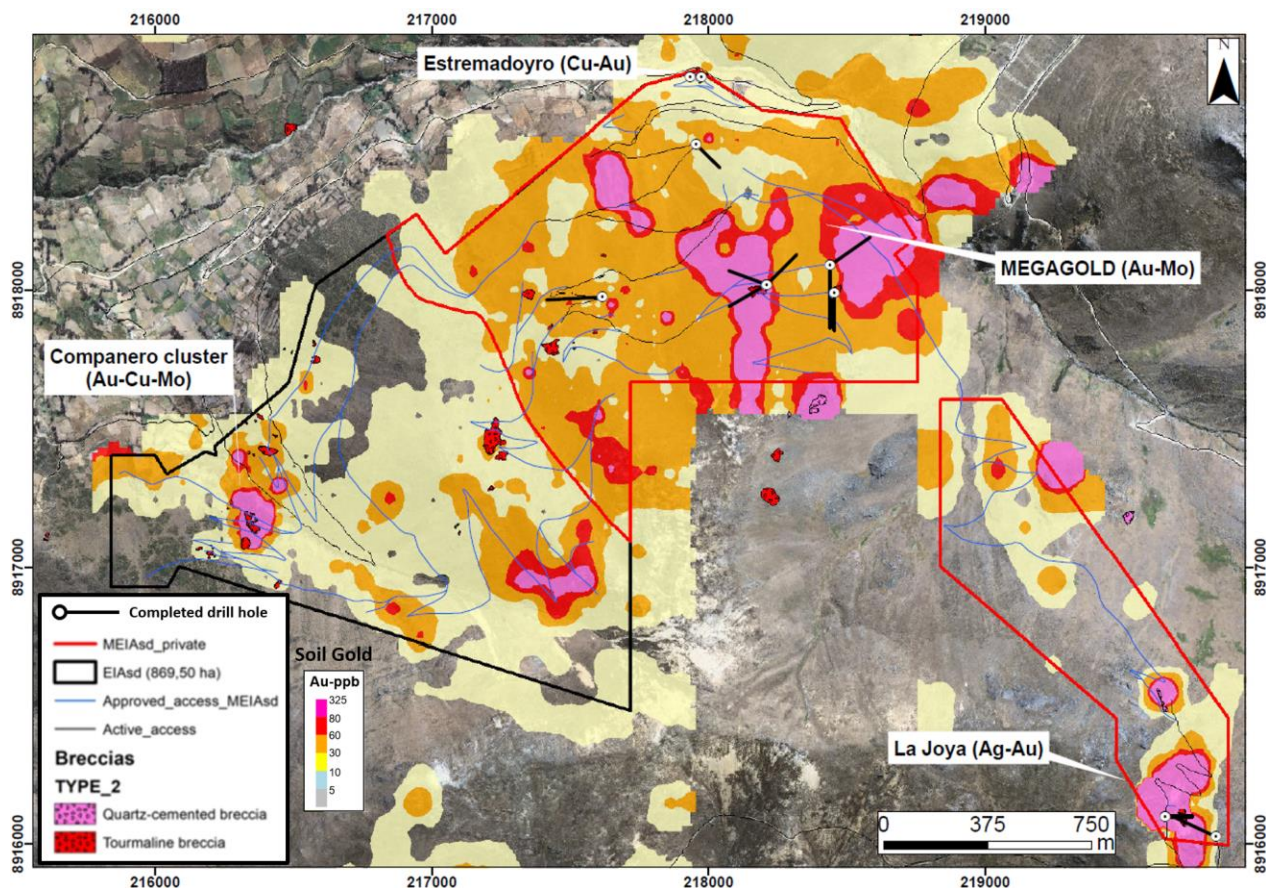 216000
217000
218000
219000
Estremadoyro (Cu-Au)
N
MEGAGOLD (Au-Mo)
8918000
8918000
Companero cluster
(Au-Cu-Mo)
8917000
8917000
Completed drill hole
MEIAsd_private
EIAsd (869,50 ha)
Approved_access_MEIAsd
Active_access
Breccias
TYPE_2
Quartz-cemented breccia
Tourmaline breccia
Soil Gold
Au-ppb
325
80
60
30
10
5
La Joya (Ag-Au)
0
375
750
m
8916000
8916000
216000
217000
218000
219000